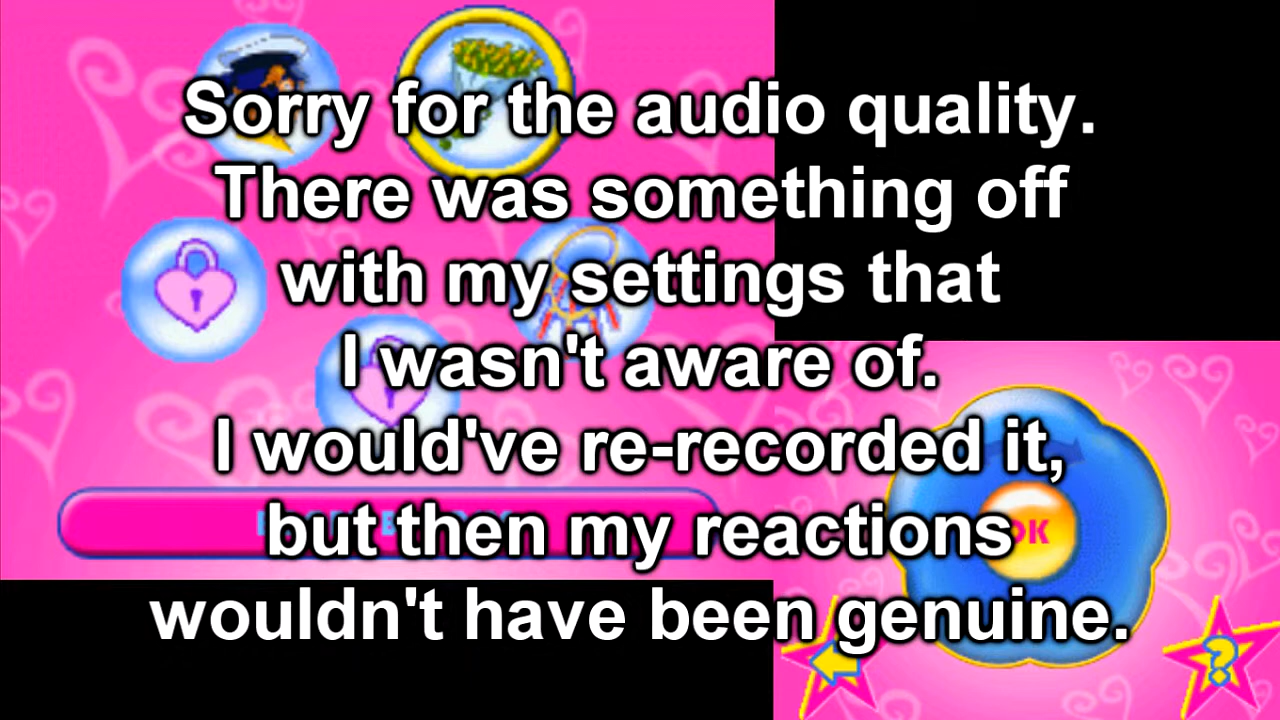 Sorry for the audio quality.
There was something off
with my settings that
I wasn't aware of.
I would've re-recorded it,
but then my reactions
wouldn't have been genuine.
OK
?